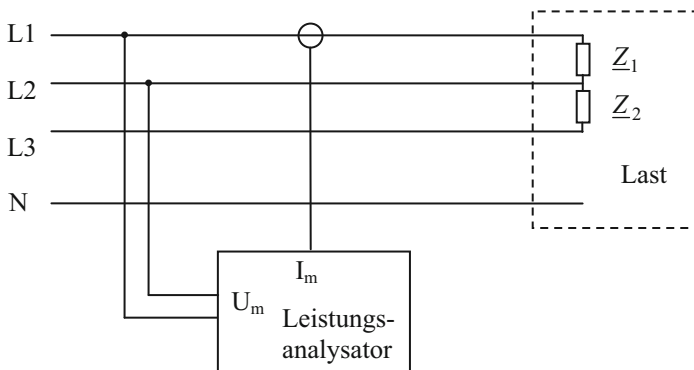 L1
Z1
L2
Z2
L3
Last
N
Im
Um
Leistungs-
analysator